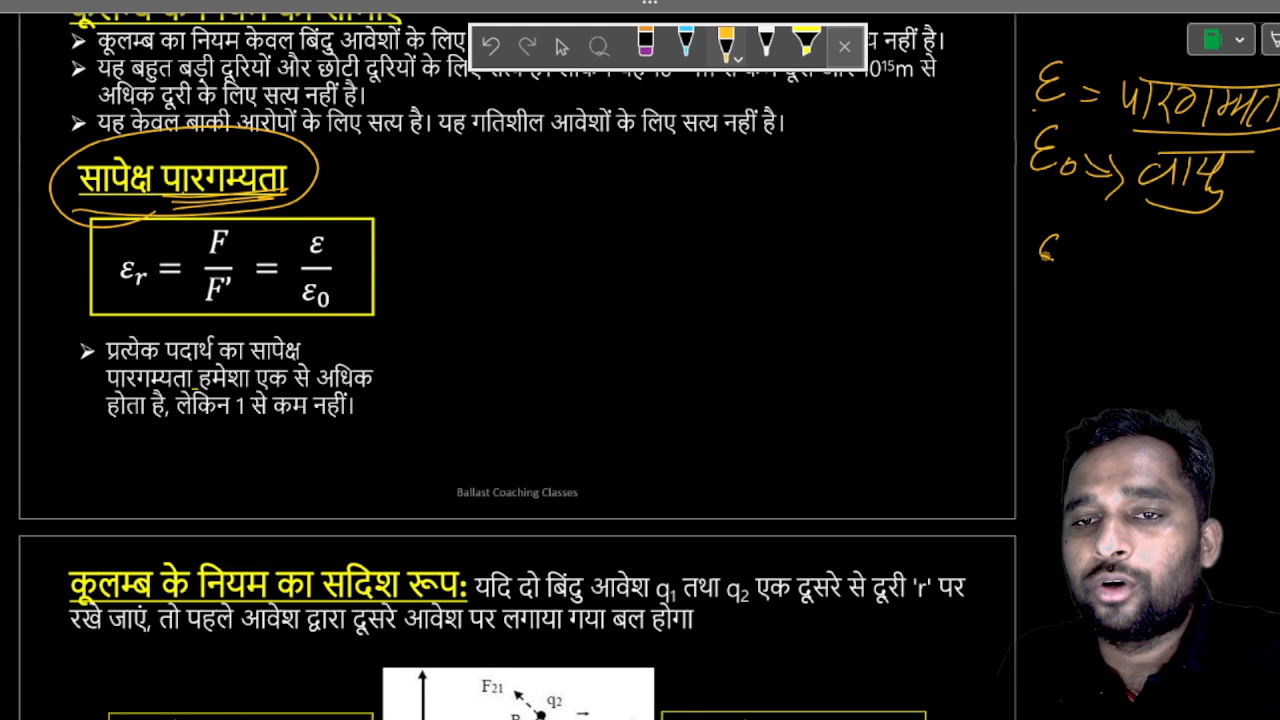 कूलम्ब के नियम की सीमाएँ
➢ कूलम्ब का नियम केवल बिंदु आवेशों के लिए
य नहीं है।
➢ यह बहुत बड़ी दूरियों और छोटी दूरियों के लिए
10¹⁵m से
अधिक दूरी के लिए सत्य नहीं है।
➢ यह केवल बाकी आरोपों के लिए सत्य है। यह गतिशील आवेशों के लिए सत्य नहीं है।
सापेक्ष पारगम्यता
εᵣ = F/F' = ε/ε₀
➢ प्रत्येक पदार्थ का सापेक्ष
पारगम्यता हमेशा एक से अधिक
होता है, लेकिन 1 से कम नहीं।
Ballast Coaching Classes
ε = पारगम्यता
ε₀ => वायु
कूलम्ब के नियम का सदिश रूप: यदि दो बिंदु आवेश q₁ तथा q₂ एक दूसरे से दूरी 'r' पर
रखे जाएं, तो पहले आवेश द्वारा दूसरे आवेश पर लगाया गया बल होगा
F₂₁
q₂